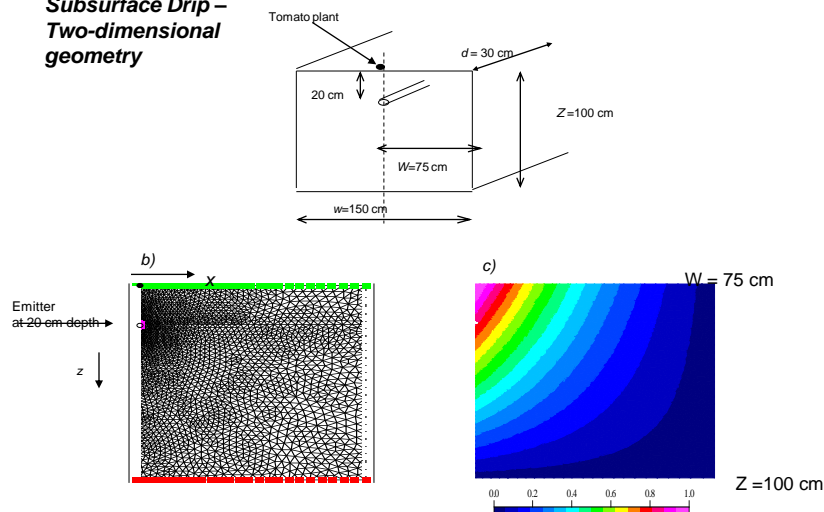 Subsurface Drip –
Two-dimensional
geometry
Tomato plant
d = 30 cm
20 cm
Z=100 cm
W=75 cm
w=150 cm
b)
x
Emitter
at 20 cm depth
z
c)
W = 75 cm
Z =100 cm
0.0 0.2 0.4 0.6 0.8 1.0